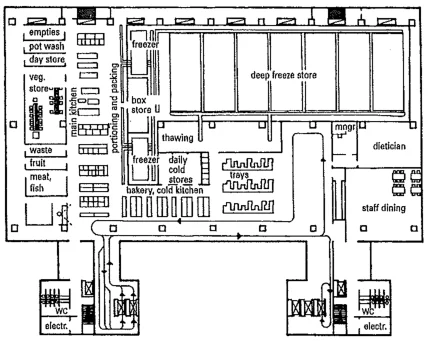 empties
pot wash
day store
veg.
store
main kitchen
portioning and packing
freezer
box
store
deep freeze store
thawing
mngr
dietician
waste
fruit
meat,
fish
freezer
daily
cold
stores
trays
bakery, cold kitchen
staff dining
WC
electr.
WC
electr.